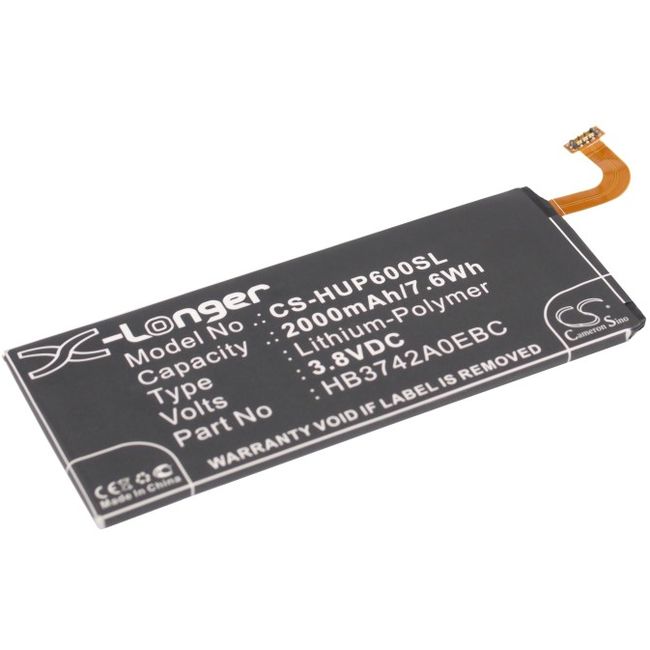 X-Longer
Model No : CS-HUP600SL
Capacity : 2000mAh/7.6Wh
Type : Lithium-Polymer
Volts : 3.8VDC
Part No : HB3742A0EBC
WARRANTY VOID IF LABEL IS REMOVED
CS
Cameron Sino
CE
Made In China